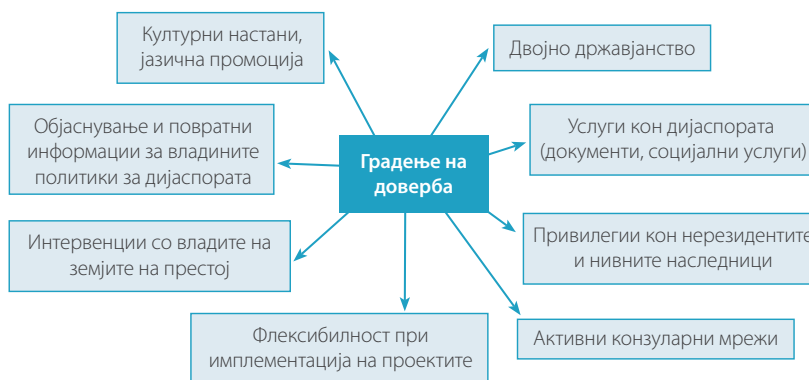 Културни настани,
јазична промоција
Двојно државјанство
Објаснување и повратни
информации за владините
политики за дијаспората
Градење на
доверба
Услуги кон дијаспората
(документи, социјални услуги)
Интервенции со владите на
земјите на престој
Привилегии кон нерезидентите
и нивните наследници
Флексибилност при
имплементација на проектите
Активни конзуларни мрежи